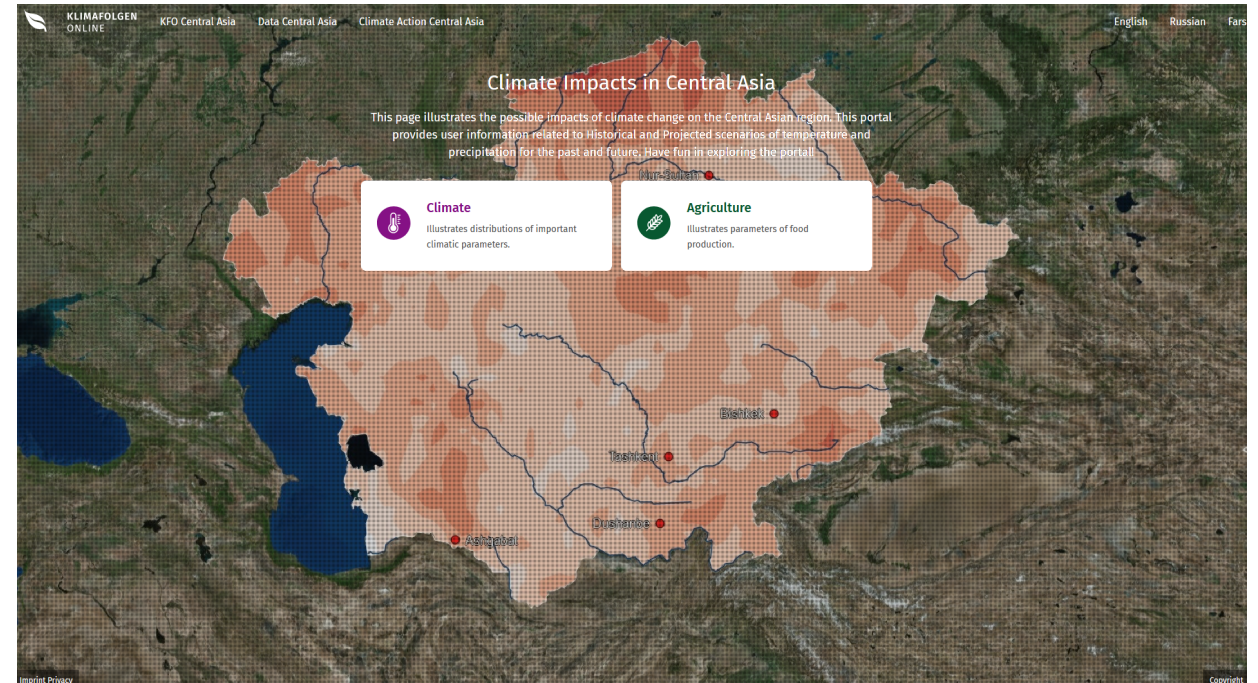 KLIMAFOLGEN
ONLINE
KFO Central Asia
Data Central Asia
Climate Action Central Asia
English
Russian
Fars
Climate Impacts in Central Asia
This page illustrates the possible impacts of climate change on the Central Asian region. This portal
provides user information related to Historical and Projected scenarios of temperature and
precipitation for the past and future. Have fun in exploring the portal!
Nur-Sultan
Climate
Illustrates distributions of important
climatic parameters.
Agriculture
Illustrates parameters of food
production.
Bishkek
Tashkent
Dushanbe
Ashgabat
Imprint Privacy
Copyright